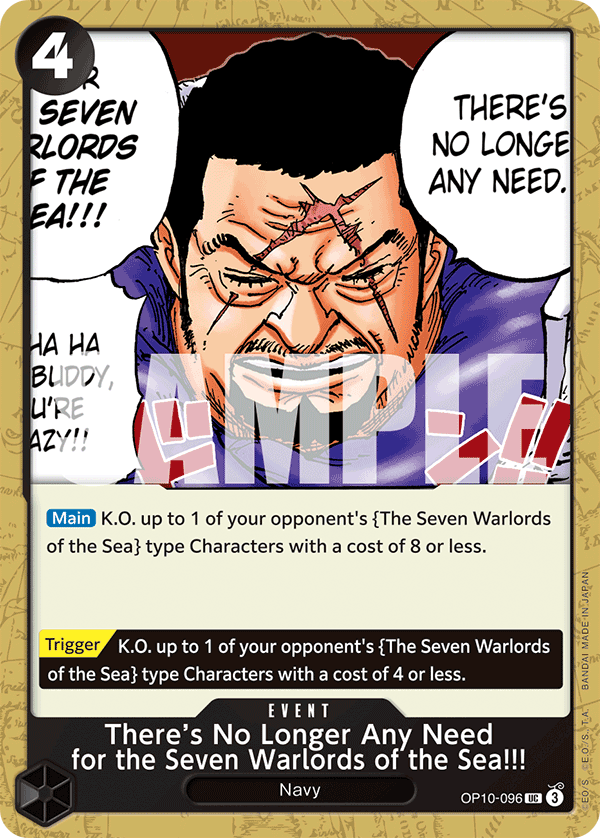 4
R
SEVEN
RLORDS
F THE
EA!!!
THERE'S
NO LONGE
ANY NEED.
HA HA
BUDDY,
U'RE
AZY!!
AMPLE
ドン!!
Main K.O. up to 1 of your opponent's {The Seven Warlords
of the Sea} type Characters with a cost of 8 or less.
Trigger K.O. up to 1 of your opponent's {The Seven Warlords
of the Sea} type Characters with a cost of 4 or less.
EVENT
There's No Longer Any Need
for the Seven Warlords of the Sea!!!
Navy
OP10-096 UC 3
©E.O./S., T.A. BANDAI MADE IN JAPAN